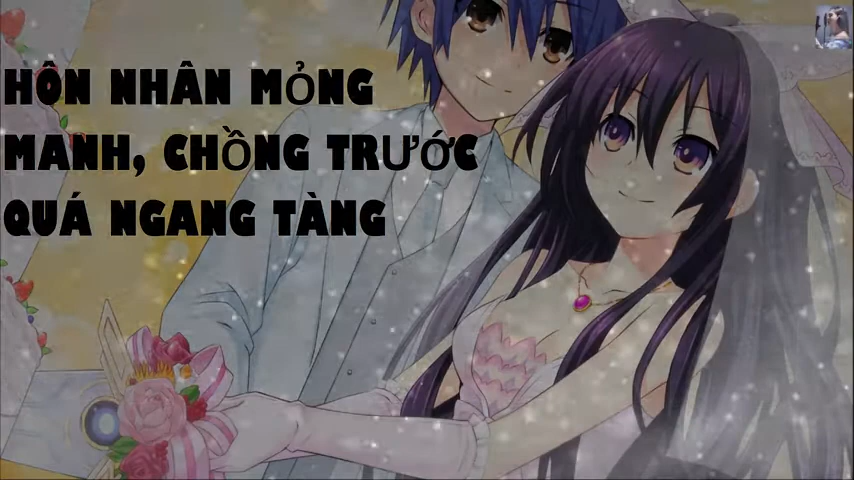 HÔN NHÂN MỎNG
MANH, CHỒNG TRƯỚC
QUÁ NGANG TÀNG